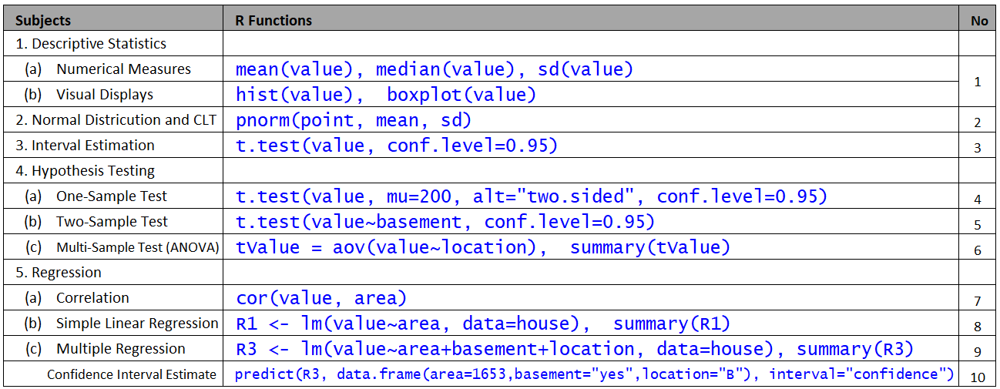 Subjects R Functions No
1. Descriptive Statistics
(a) Numerical Measures mean(value), median(value), sd(value) 1
(b) Visual Displays hist(value), boxplot(value)
2. Normal Districution and CLT pnorm(point, mean, sd) 2
3. Interval Estimation t.test(value, conf.level=0.95) 3
4. Hypothesis Testing
(a) One-Sample Test t.test(value, mu=200, alt="two.sided", conf.level=0.95) 4
(b) Two-Sample Test t.test(value~basement, conf.level=0.95) 5
(c) Multi-Sample Test (ANOVA) tValue = aov(value~location), summary(tValue) 6
5. Regression
(a) Correlation cor(value, area) 7
(b) Simple Linear Regression R1 <- lm(value~area, data=house), summary(R1) 8
(c) Multiple Regression R3 <- lm(value~area+basement+location, data=house), summary(R3) 9
Confidence Interval Estimate predict(R3, data.frame(area=1653,basement="yes",location="B"), interval="confidence") 10